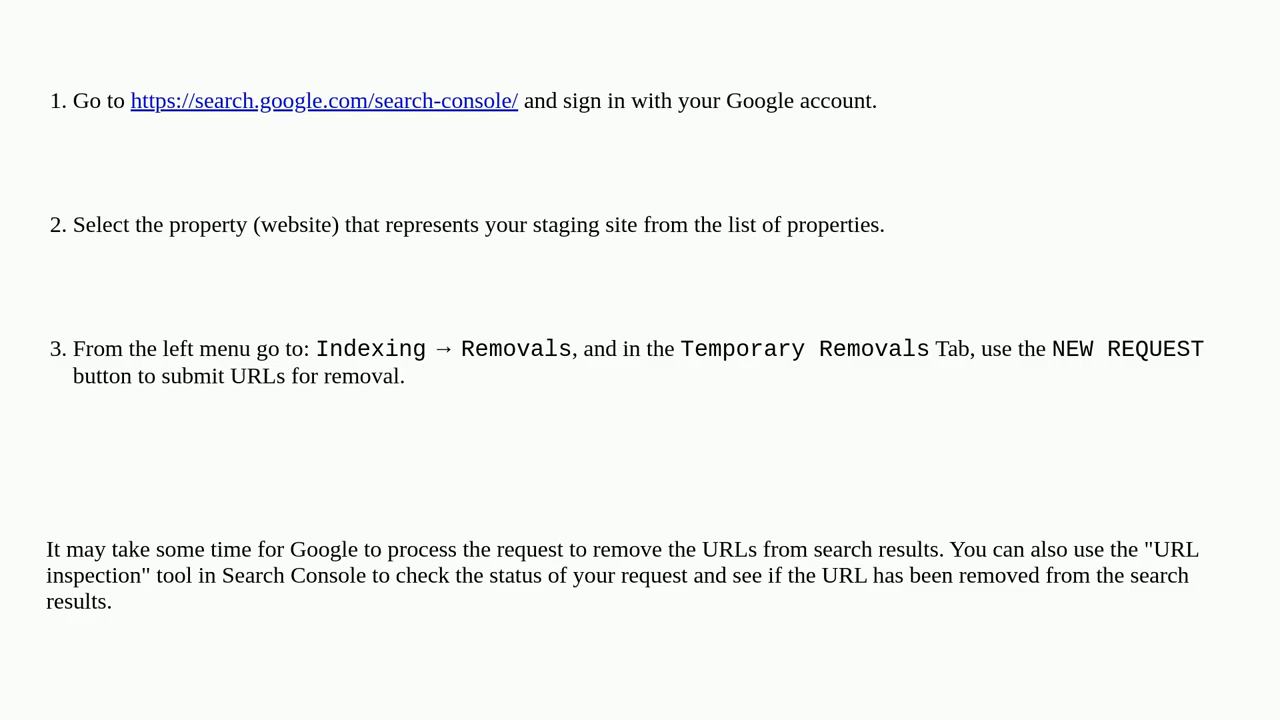 1. Go to https://search.google.com/search-console/ and sign in with your Google account.
2. Select the property (website) that represents your staging site from the list of properties.
3. From the left menu go to: Indexing → Removals, and in the Temporary Removals Tab, use the NEW REQUEST
button to submit URLs for removal.
It may take some time for Google to process the request to remove the URLs from search results. You can also use the "URL
inspection" tool in Search Console to check the status of your request and see if the URL has been removed from the search
results.